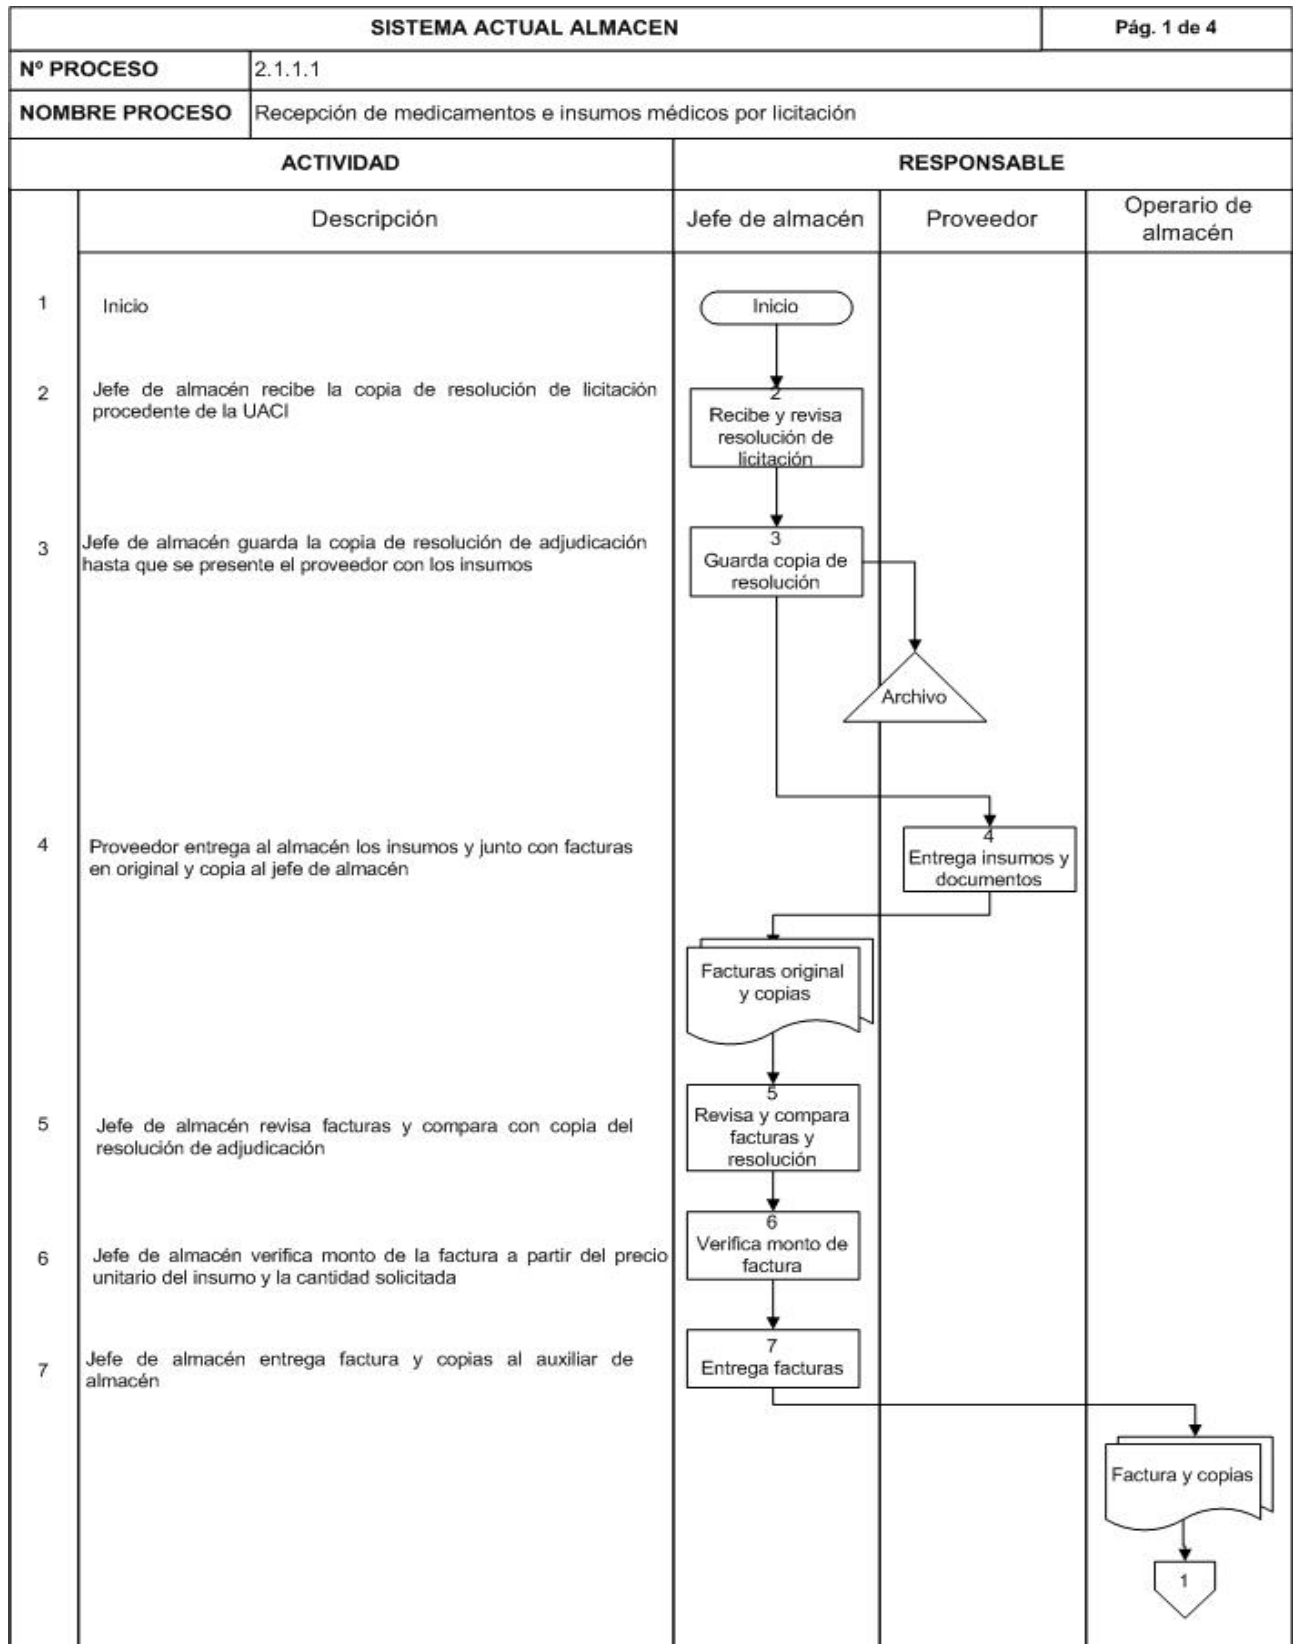 SISTEMA ACTUAL ALMACEN
Pág. 1 de 4
Nº PROCESO
2.1.1.1
NOMBRE PROCESO
Recepción de medicamentos e insumos médicos por licitación
ACTIVIDAD
RESPONSABLE
Descripción
Jefe de almacén
Proveedor
Operario de
almacén
1
Inicio
Inicio
2
Jefe de almacén recibe la copia de resolución de licitación
procedente de la UACI
2
Recibe y revisa
resolución de
licitación
3
Jefe de almacén guarda la copia de resolución de adjudicación
hasta que se presente el proveedor con los insumos
3
Guarda copia de
resolución
Archivo
4
Proveedor entrega al almacén los insumos y junto con facturas
en original y copia al jefe de almacén
4
Entrega insumos y
documentos
Facturas original
y copias
5
Jefe de almacén revisa facturas y compara con copia del
resolución de adjudicación
5
Revisa y compara
facturas y
resolución
6
Jefe de almacén verifica monto de la factura a partir del precio
unitario del insumo y la cantidad solicitada
6
Verifica monto de
factura
7
Jefe de almacén entrega factura y copias al auxiliar de
almacén
7
Entrega facturas
Factura y copias
1